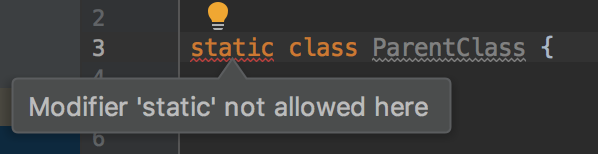 2
3 static class ParentClass {
Modifier 'static' not allowed here
6